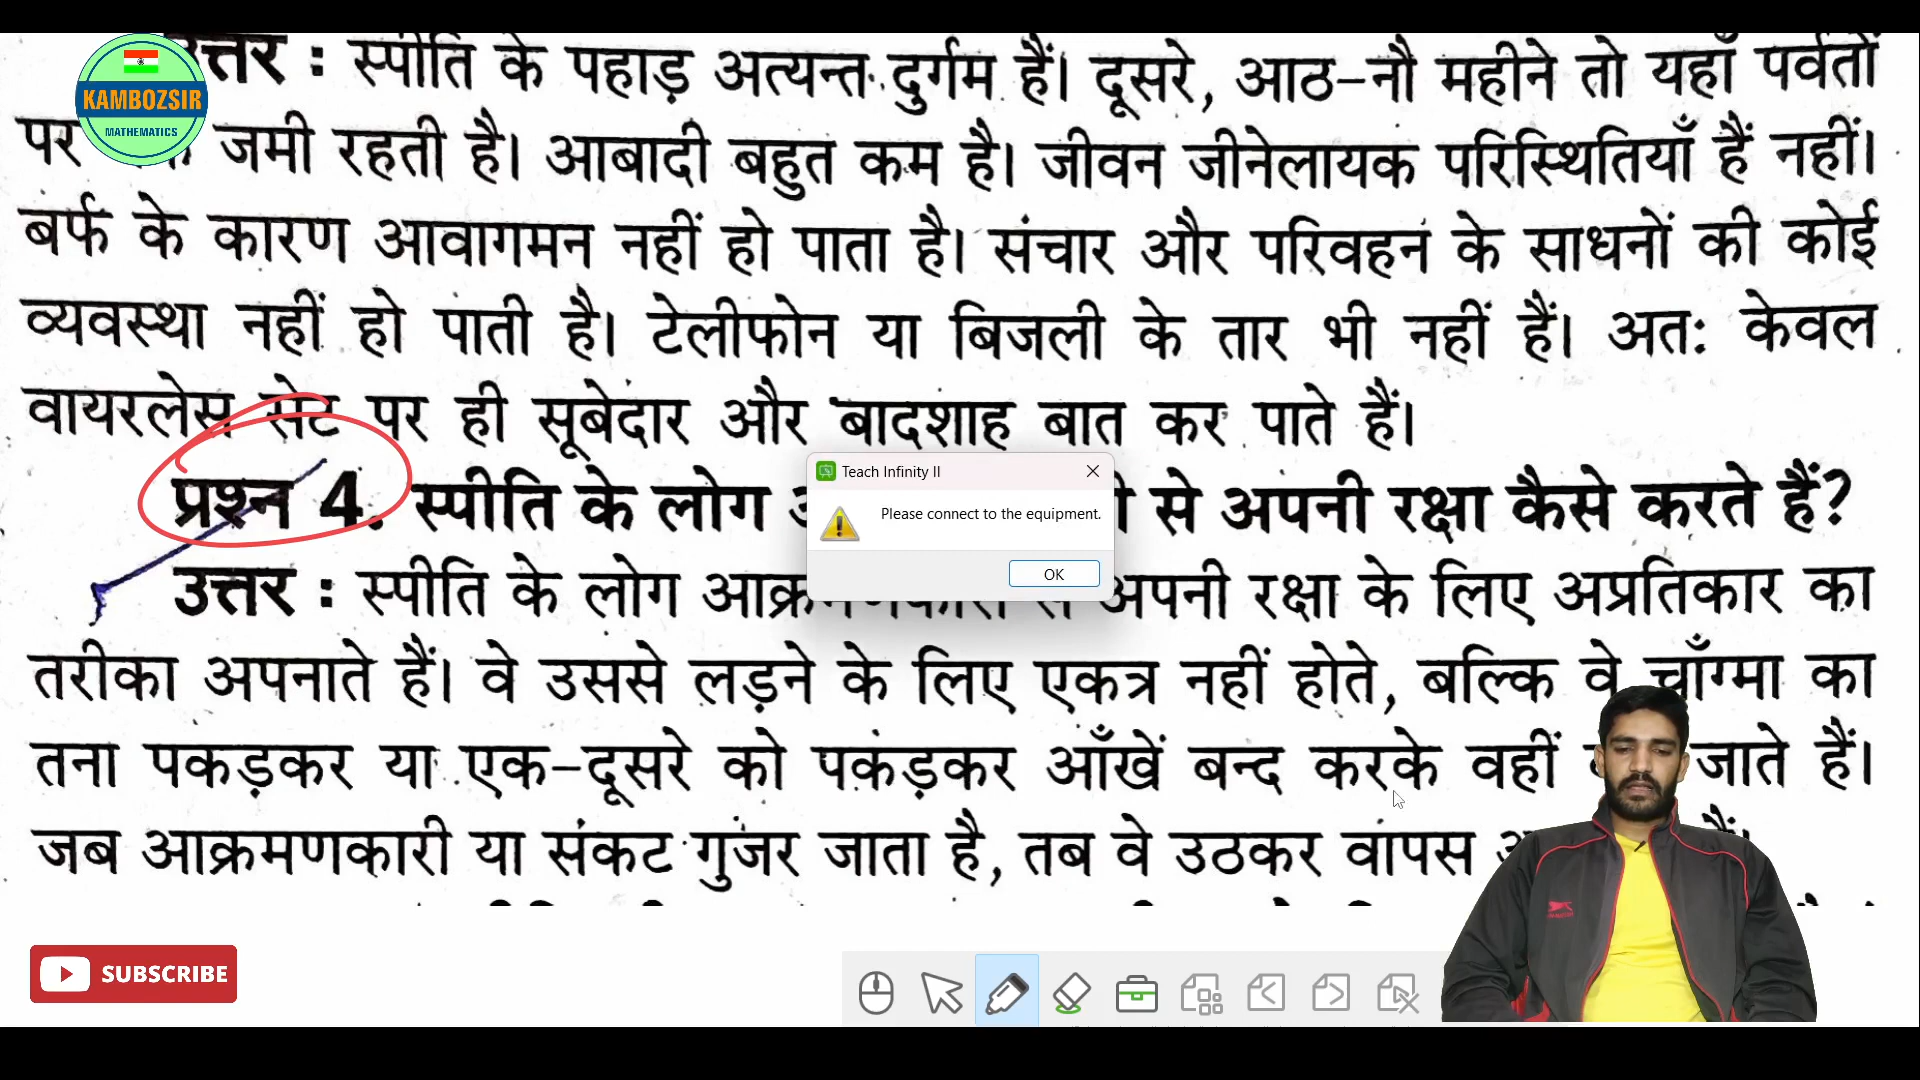 उत्तर : स्पीति के पहाड़ अत्यन्त दुर्गम हैं। दूसरे, आठ-नौ महीने तो यहाँ पर्वतों
KAMBOZSIR
MATHEMATICS
पर जमी रहती है। आबादी बहुत कम है। जीवन जीनेलायक परिस्थितियाँ हैं नहीं।
बर्फ के कारण आवागमन नहीं हो पाता है। संचार और परिवहन के साधनों की कोई
व्यवस्था नहीं हो पाती है। टेलीफोन या बिजली के तार भी नहीं हैं। अतः केवल
वायरलेस सेट पर ही सूबेदार और बादशाह बात कर पाते हैं।
Teach Infinity II
Please connect to the equipment.
OK
प्रश्न 4. स्पीति के लोग से अपनी रक्षा कैसे करते हैं?
उत्तर : स्पीति के लोग अपनी रक्षा के लिए अप्रतिकार का
तरीका अपनाते हैं। वे उससे लड़ने के लिए एकत्र नहीं होते, बल्कि वे चाँग्मा का
तना पकड़कर या एक-दूसरे को पकड़कर आँखें बन्द करके वहीं जाते हैं।
जब आक्रमणकारी या संकट गुजर जाता है, तब वे उठकर वापस
SUBSCRIBE